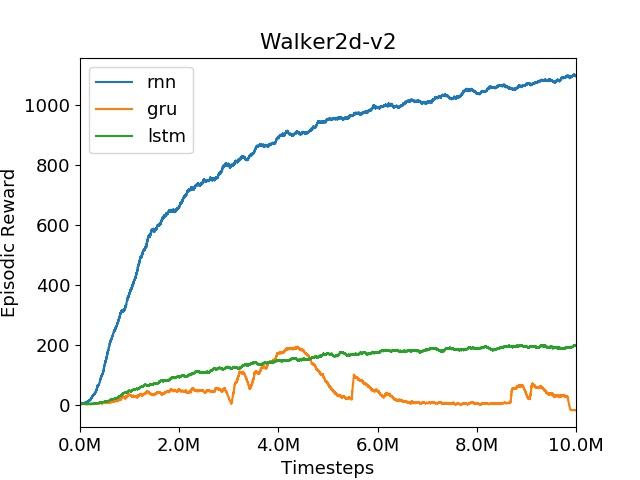 Walker2d-v2
rnn
gru
lstm
Episodic Reward
1000
800
600
400
200
0
0.0M 2.0M 4.0M 6.0M 8.0M 10.0M
Timesteps